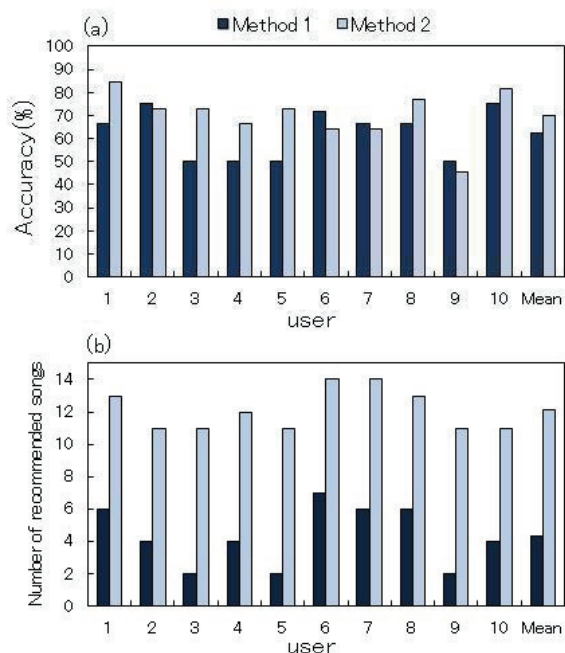 (a) Method 1 Method 2
100
90
80
70
60
50
40
30
20
10
0
Accuracy(%)
1 2 3 4 5 6 7 8 9 10 Mean
user
(b)
14
12
10
8
6
4
2
0
Number of recommended songs
1 2 3 4 5 6 7 8 9 10 Mean
user